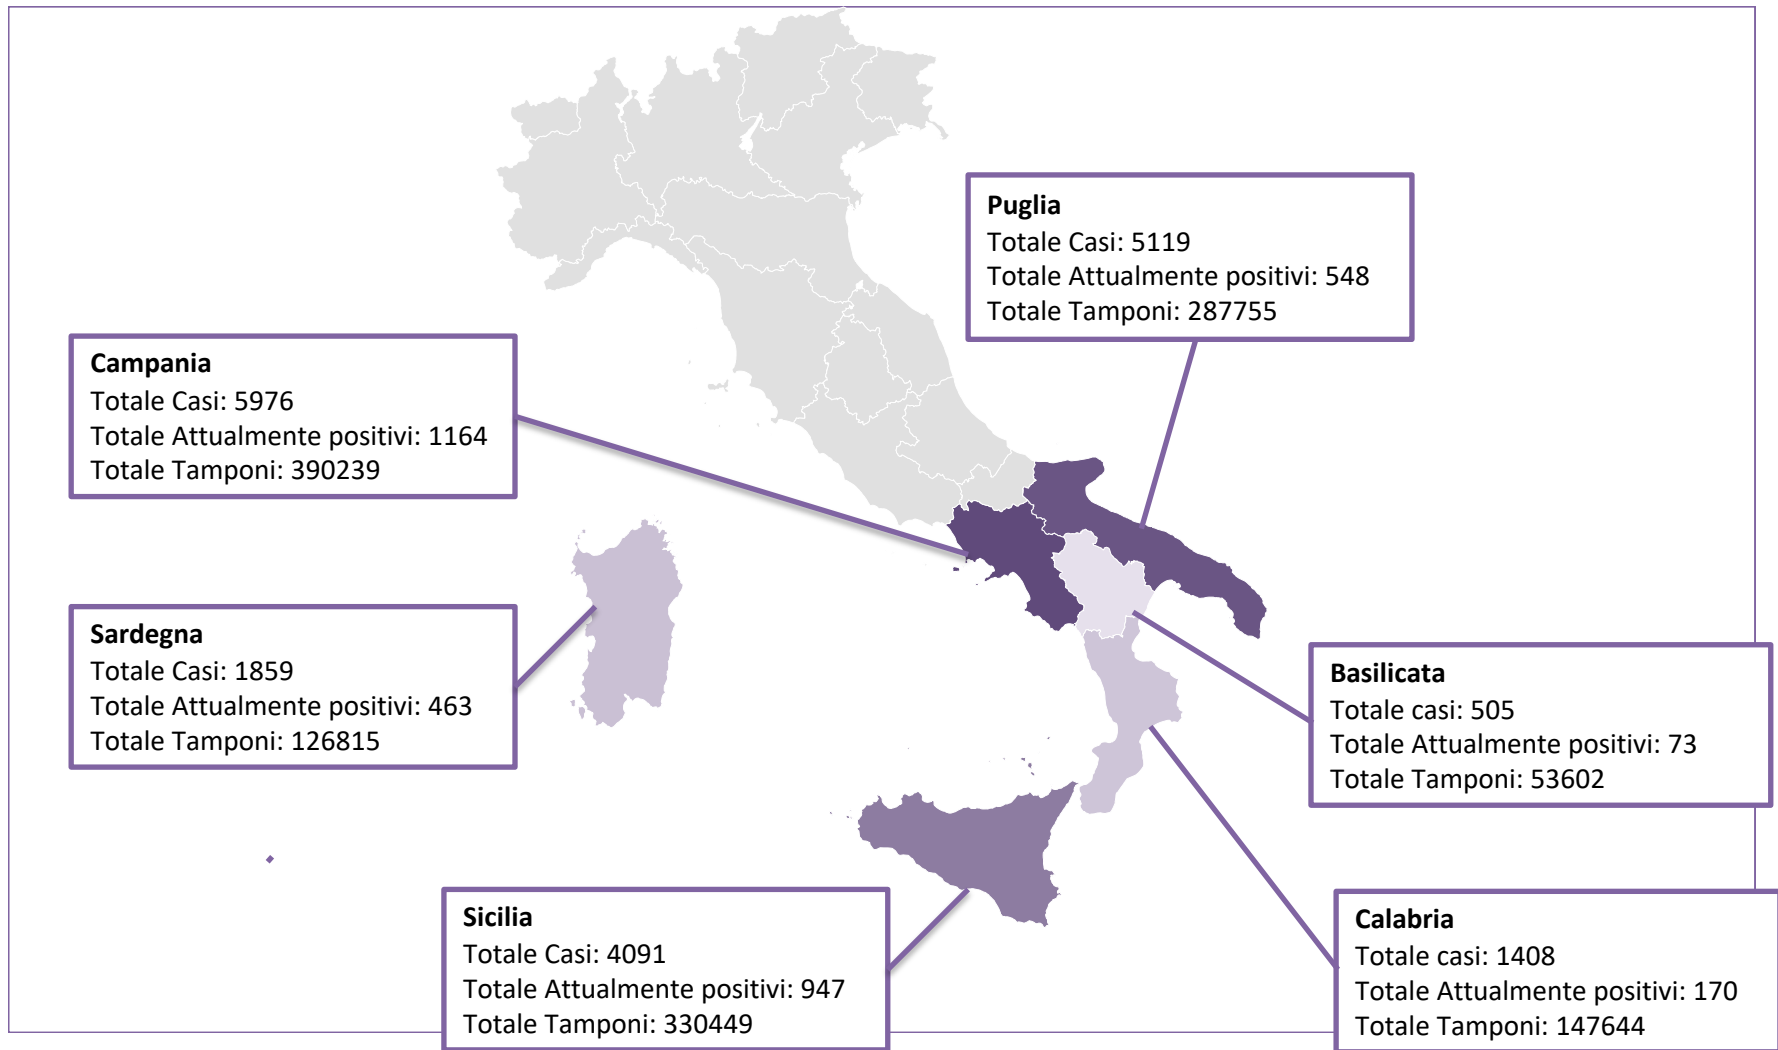 Puglia
Totale Casi: 5119
Totale Attualmente positivi: 548
Totale Tamponi: 287755
Campania
Totale Casi: 5976
Totale Attualmente positivi: 1164
Totale Tamponi: 390239
Sardegna
Totale Casi: 1859
Totale Attualmente positivi: 463
Totale Tamponi: 126815
Basilicata
Totale casi: 505
Totale Attualmente positivi: 73
Totale Tamponi: 53602
Sicilia
Totale Casi: 4091
Totale Attualmente positivi: 947
Totale Tamponi: 330449
Calabria
Totale casi: 1408
Totale Attualmente positivi: 170
Totale Tamponi: 147644